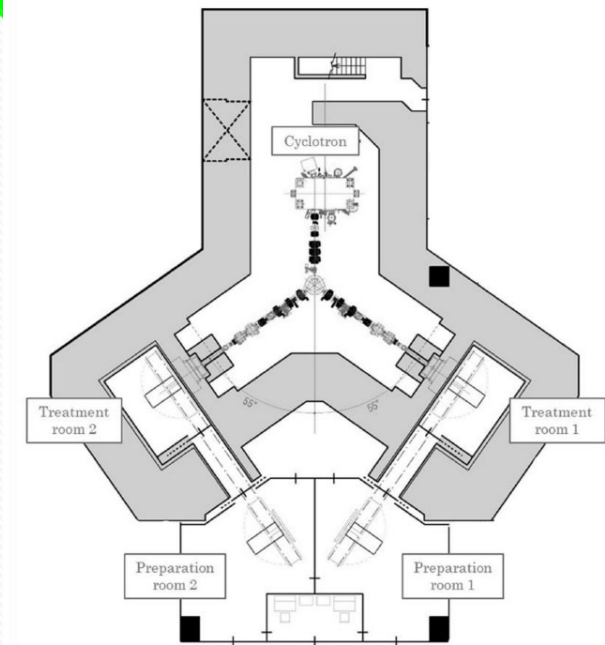 Cyclotron
55°
55°
Treatment
room 2
Treatment
room 1
Preparation
room 2
Preparation
room 1